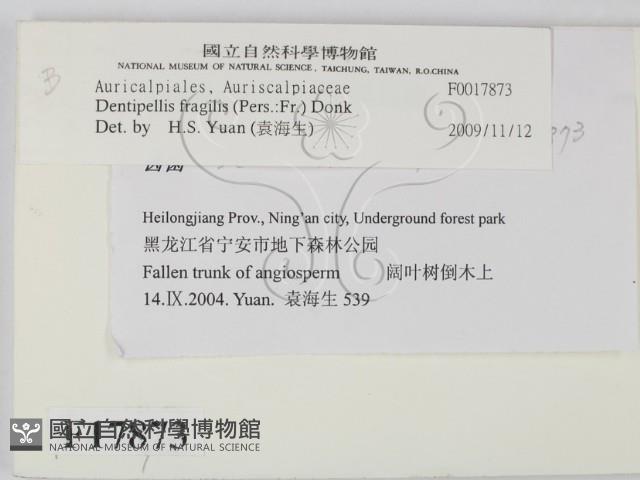 國立自然科學博物館
NATIONAL MUSEUM OF NATURAL SCIENCE, TAICHUNG, TAIWAN, R.O.CHINA
B
Auricalpiales, Auriscalpiaceae F0017873
Dentipellis fragilis (Pers.:Fr.) Donk
Det. by H.S. Yuan (袁海生) 2009/11/12
Heilongjiang Prov., Ning'an city, Underground forest park
黑龙江省宁安市地下森林公园
Fallen trunk of angiosperm 阔叶树倒木上
14.Ⅸ.2004. Yuan. 袁海生 539
F17873
國立自然科學博物館
NATIONAL MUSEUM OF NATURAL SCIENCE